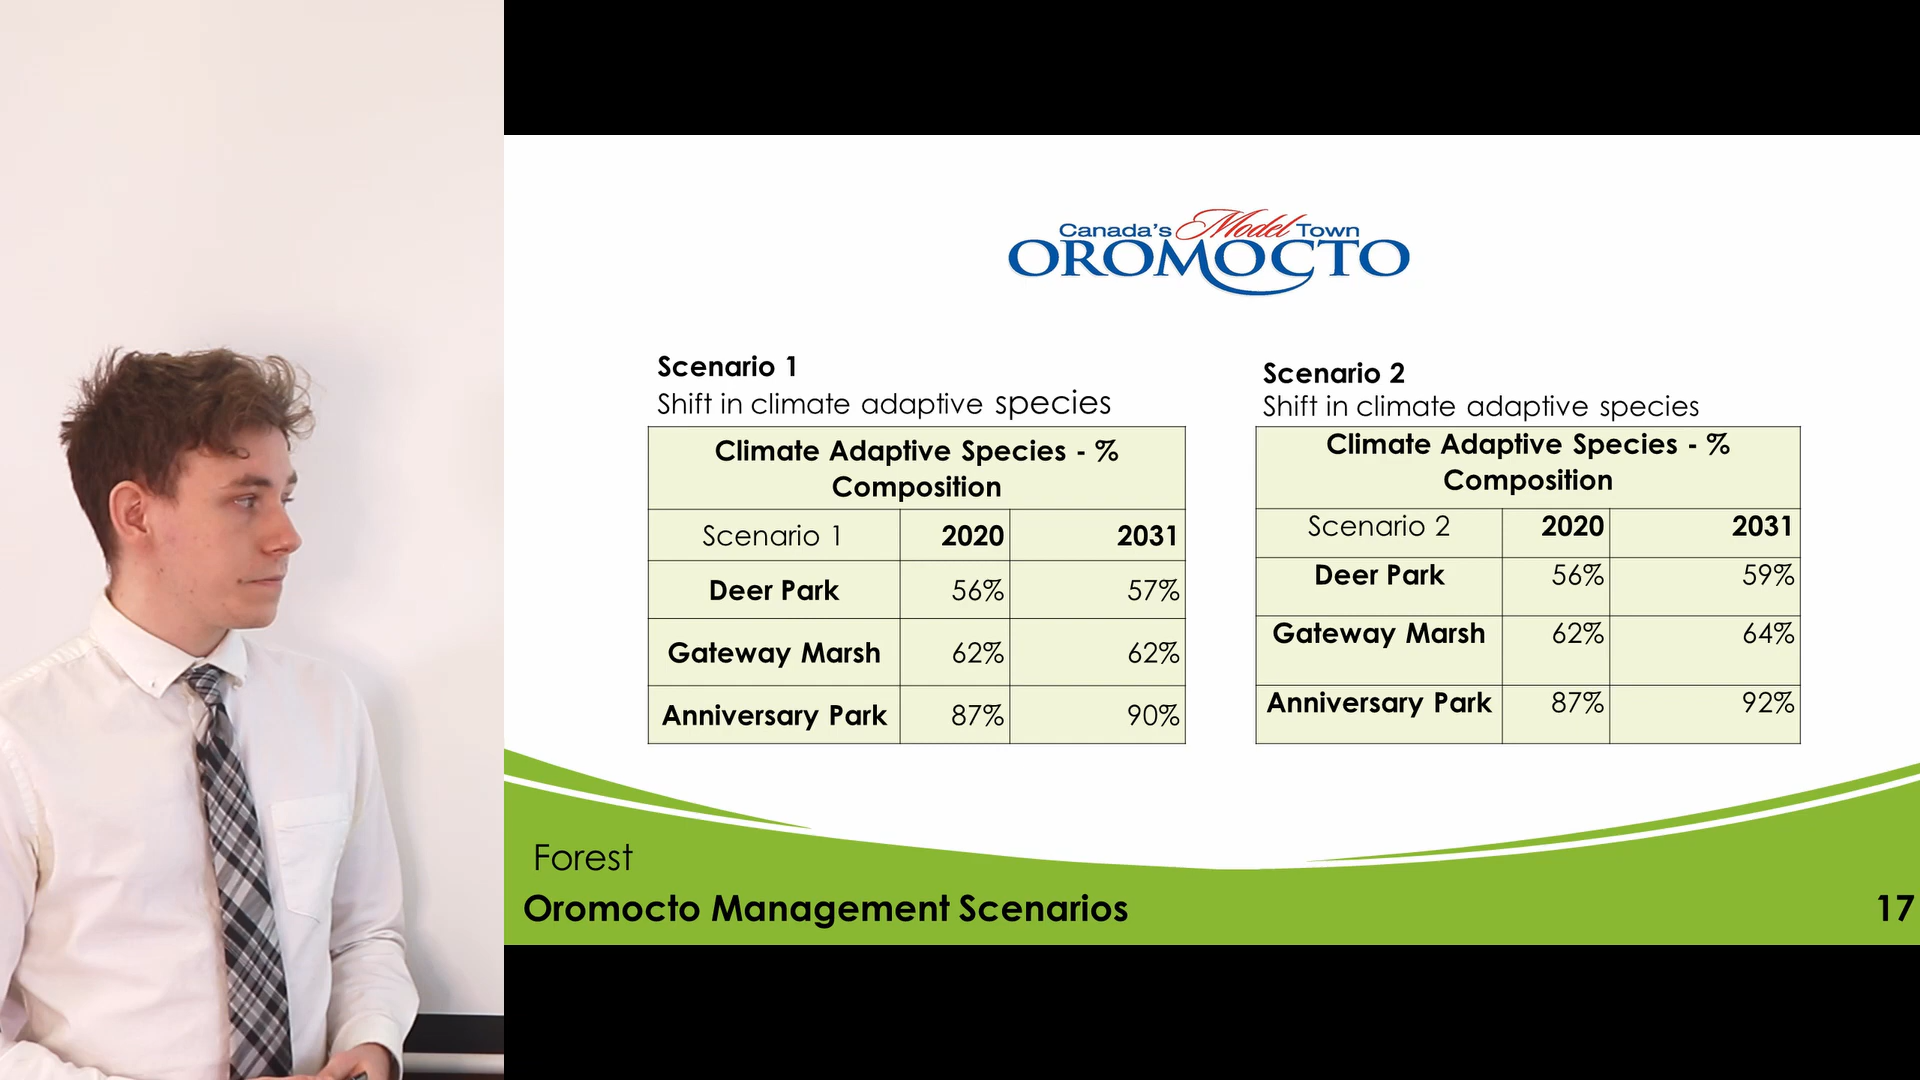 Canada's Model Town
OROMOCTO
Scenario 1
Shift in climate adaptive species
Climate Adaptive Species - %
Composition
Scenario 1 2020 2031
Deer Park 56% 57%
Gateway Marsh 62% 62%
Anniversary Park 87% 90%
Scenario 2
Shift in climate adaptive species
Climate Adaptive Species - %
Composition
Scenario 2 2020 2031
Deer Park 56% 59%
Gateway Marsh 62% 64%
Anniversary Park 87% 92%
Forest
Oromocto Management Scenarios
17